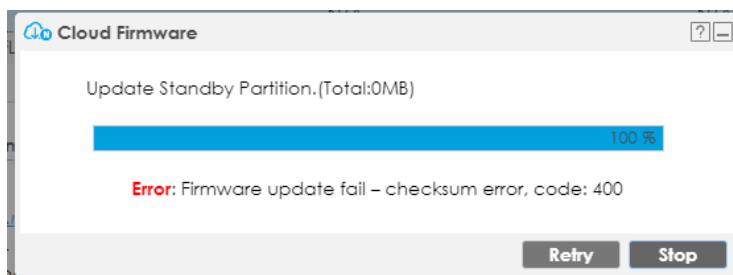 Cloud Firmware
Update Standby Partition.(Total:0MB)
100 %
Error: Firmware update fail – checksum error, code: 400
Retry
Stop